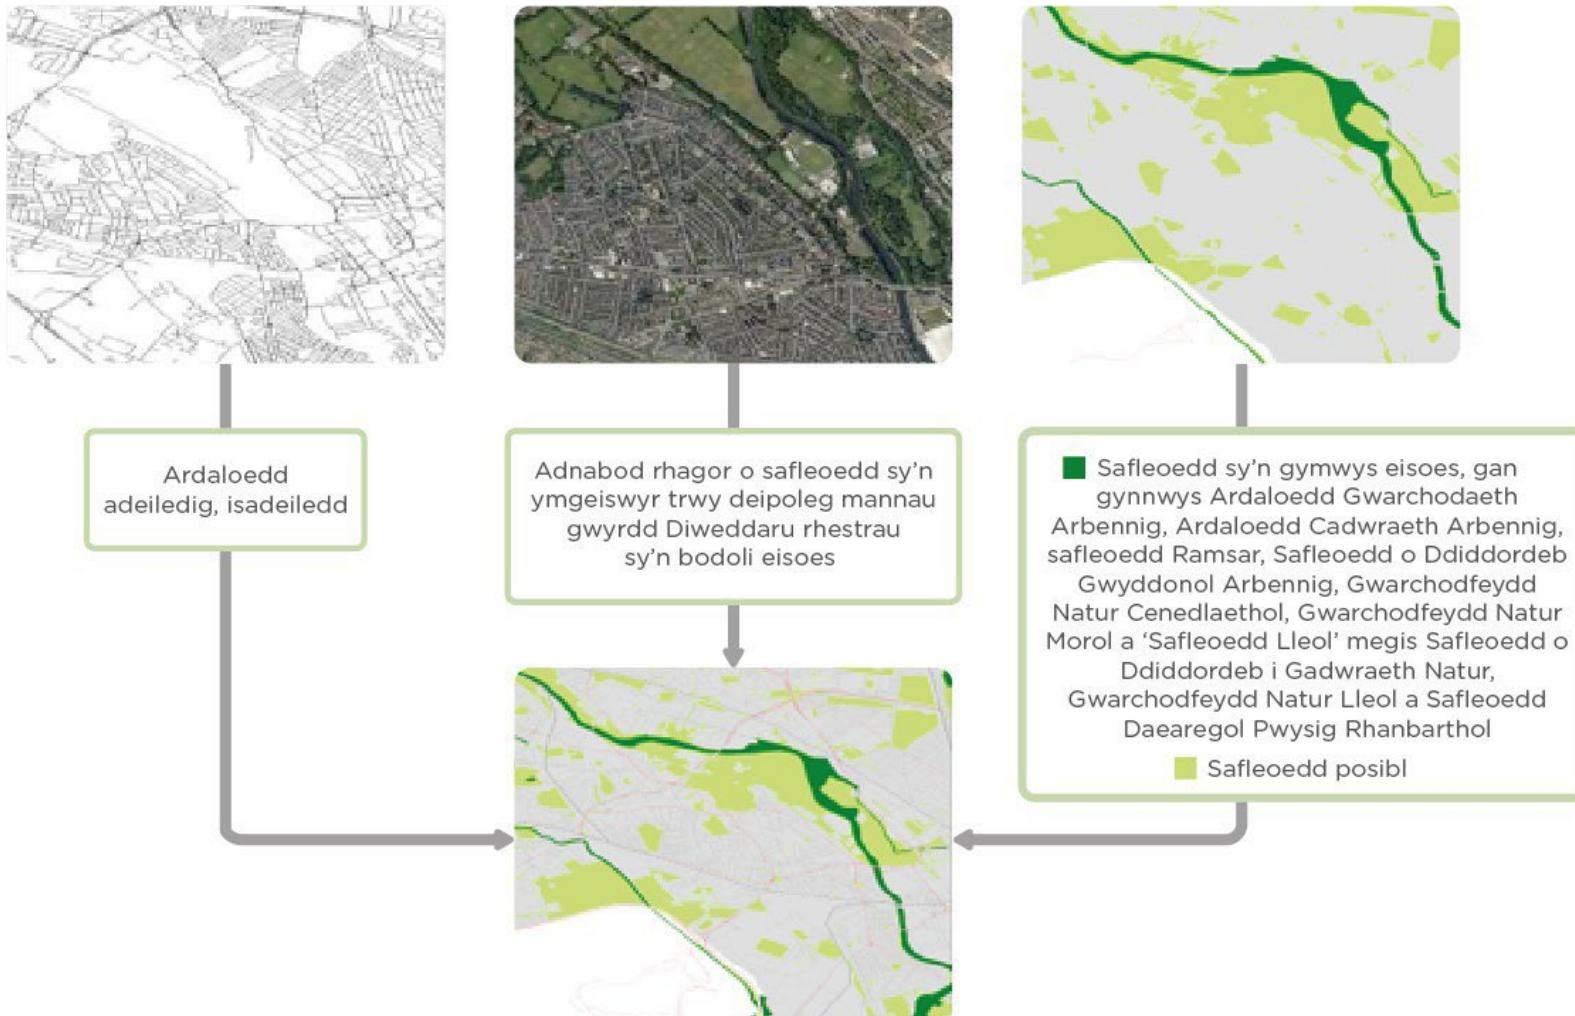 Ardaloedd
adeiledig, isadeiledd
Adnabod rhagor o safleoedd sy’n
ymgeiswyr trwy deipoleg mannau
gwyrdd Diweddaru rhestrau
sy’n bodoli eisoes
Safleoedd sy’n gymwys eisoes, gan
gynnwys Ardaloedd Gwarchodaeth
Arbennig, Ardaloedd Cadwraeth Arbennig,
safleoedd Ramsar, Safleoedd o Ddiddordeb
Gwyddonol Arbennig, Gwarchodfeydd
Natur Cenedlaethol, Gwarchodfeydd Natur
Morol a ‘Safleoedd Lleol’ megis Safleoedd o
Ddiddordeb i Gadwraeth Natur,
Gwarchodfeydd Natur Lleol a Safleoedd
Daearegol Pwysig Rhanbarthol
Safleoedd posibl